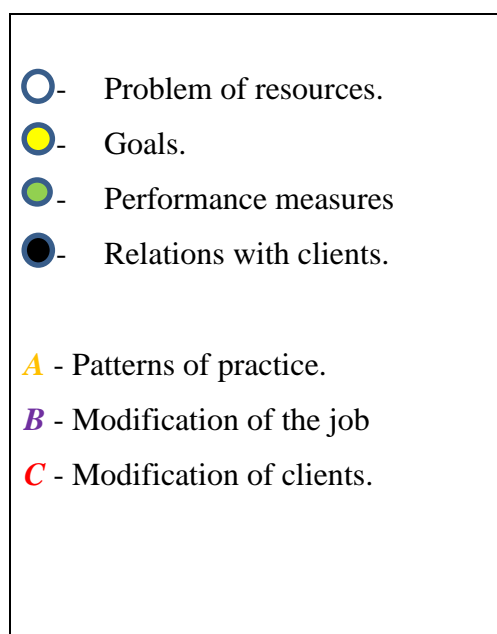 - Problem of resources.
- Goals.
- Performance measures
- Relations with clients.
A - Patterns of practice.
B - Modification of the job
C - Modification of clients.